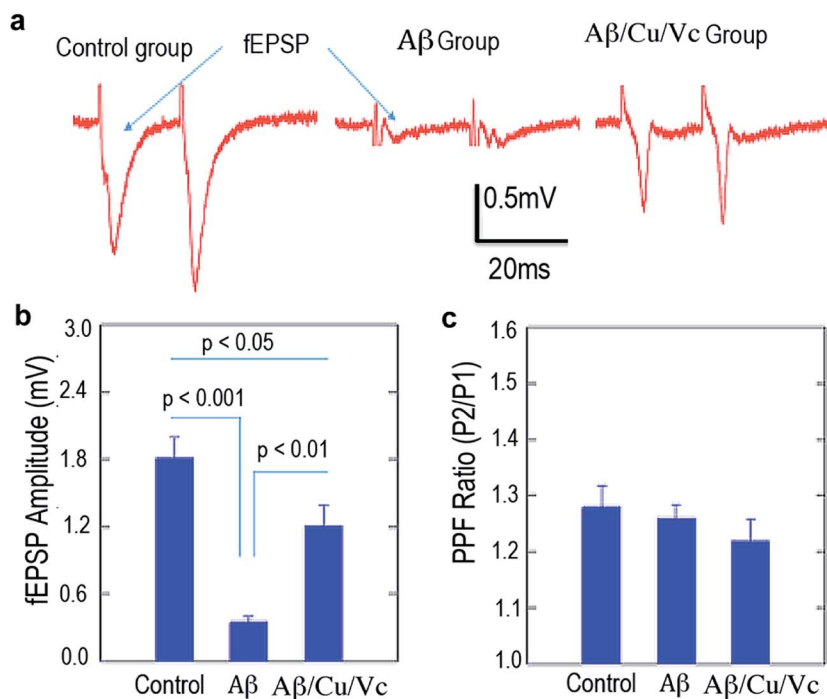 a
Control group
fEPSP
Aβ Group
Aβ/Cu/Vc Group
0.5mV
20ms
b
fEPSP Amplitude (mV)
3.0
2.4
1.8
1.2
0.6
0.0
p < 0.05
p < 0.001
p < 0.01
Control
Aβ
Aβ/Cu/Vc
c
PPF Ratio (P2/P1)
1.6
1.5
1.4
1.3
1.2
1.1
1.0
Control
Aβ
Aβ/Cu/Vc